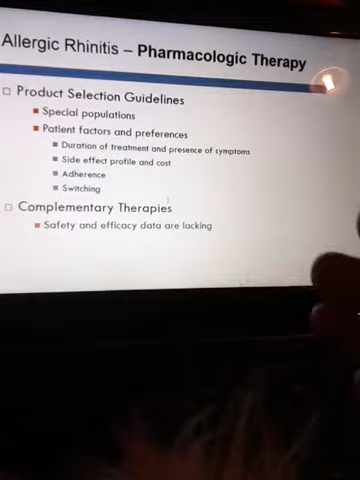 Allergic Rhinitis – Pharmacologic Therapy
Product Selection Guidelines
Special populations
Patient factors and preferences
Duration of treatment and presence of symptoms
Side effect profile and cost
Adherence
Switching
Complementary Therapies
Safety and efficacy data are lacking